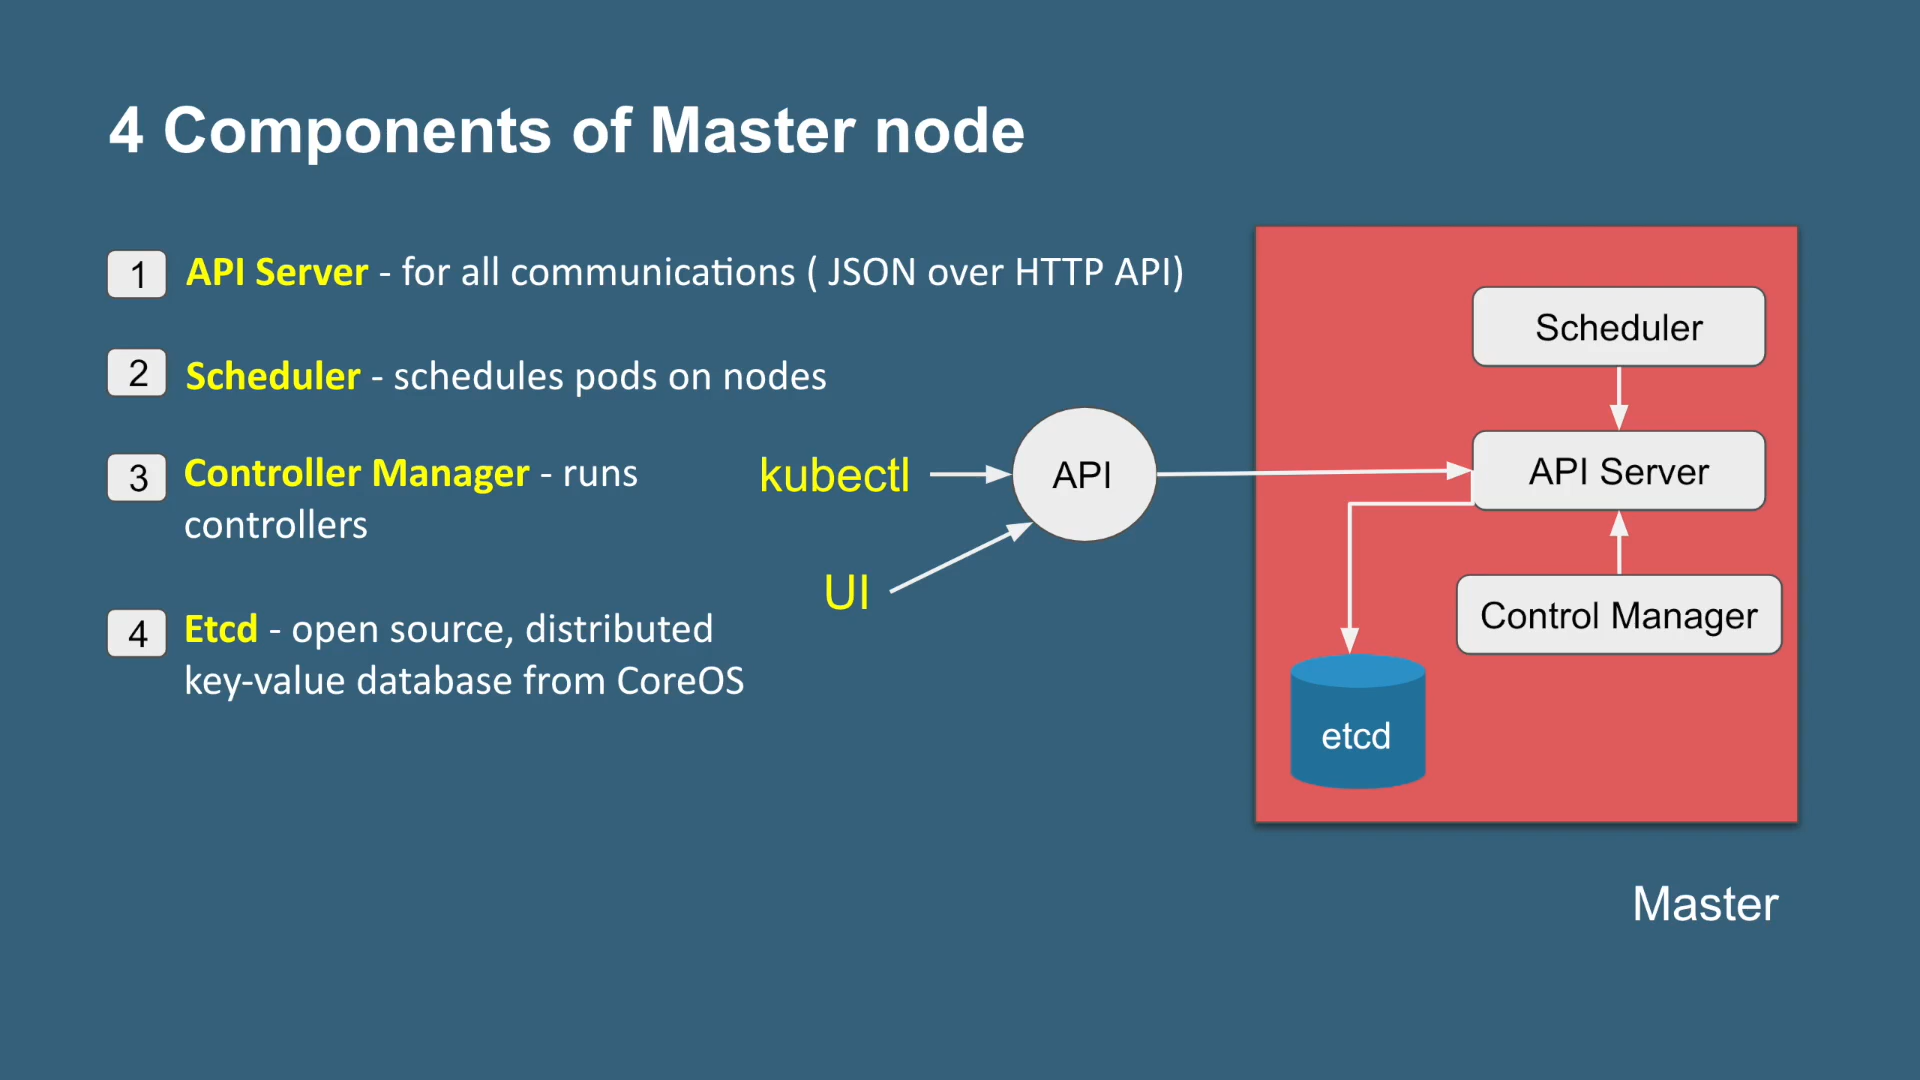 4 Components of Master node
1 API Server - for all communications ( JSON over HTTP API)
2 Scheduler - schedules pods on nodes
3 Controller Manager - runs
controllers
4 Etcd - open source, distributed
key-value database from CoreOS
kubectl
UI
API
Scheduler
API Server
Control Manager
etcd
Master